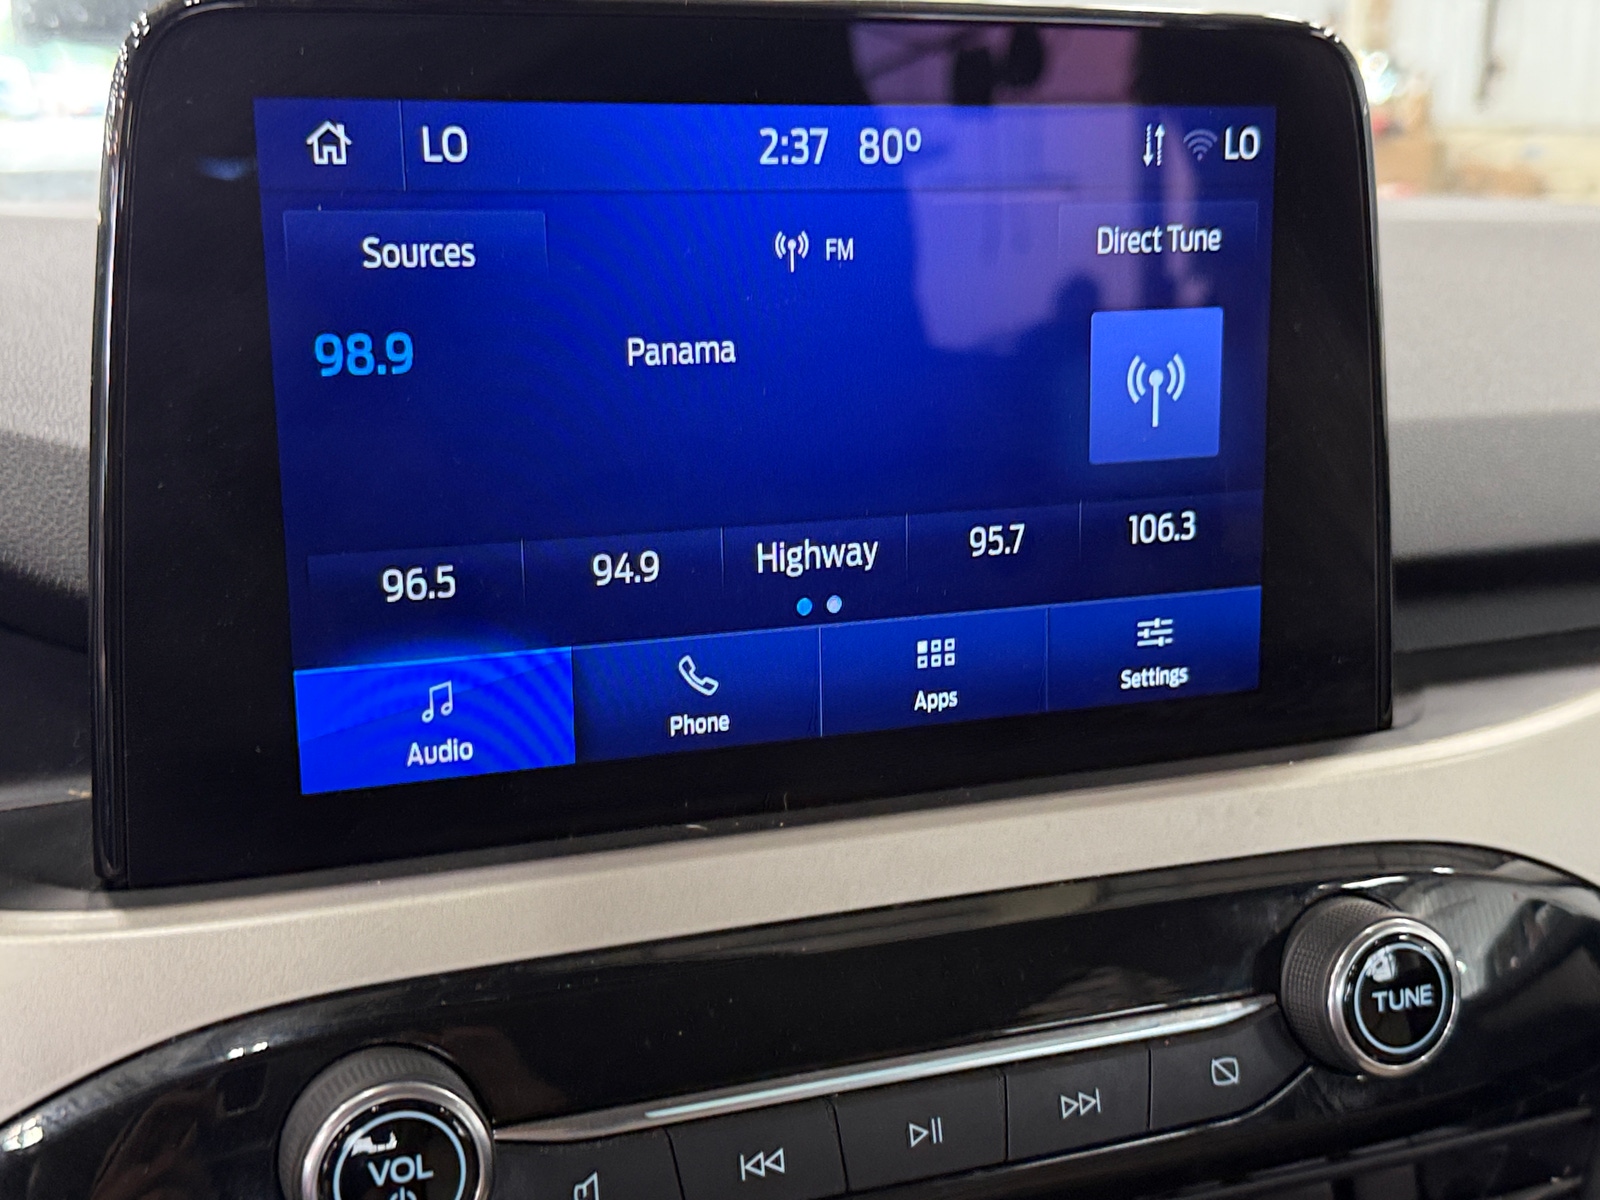 LO 2:37 80° LO
Sources FM Direct Tune
98.9 Panama
96.5 94.9 Highway 95.7 106.3
Audio Phone Apps Settings
TUNE
VOL